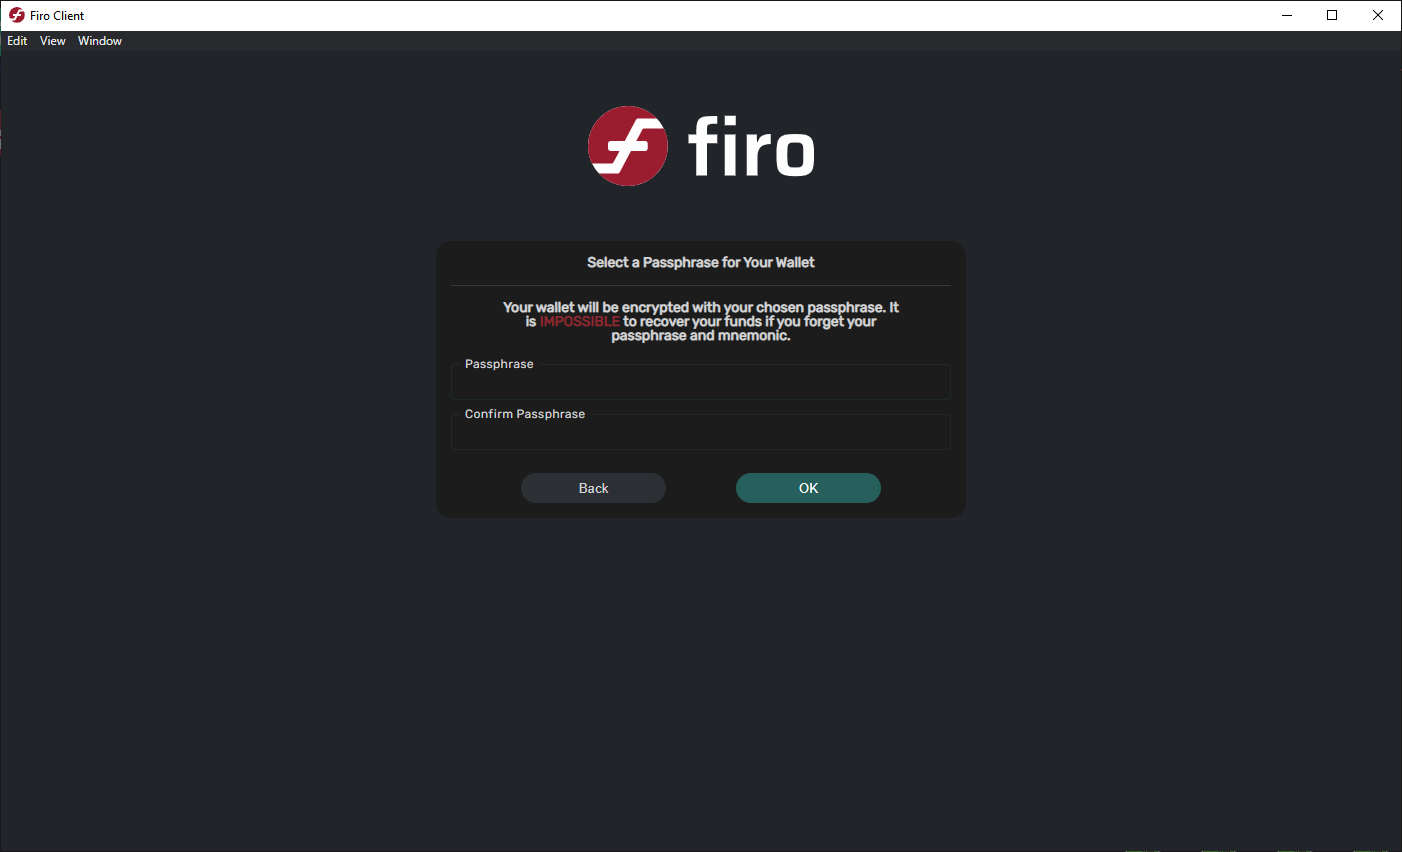 Firo Client
Edit View Window
firo
Select a Passphrase for Your Wallet
Your wallet will be encrypted with your chosen passphrase. It
is IMPOSSIBLE to recover your funds if you forget your
passphrase and mnemonic.
Passphrase
Confirm Passphrase
Back OK